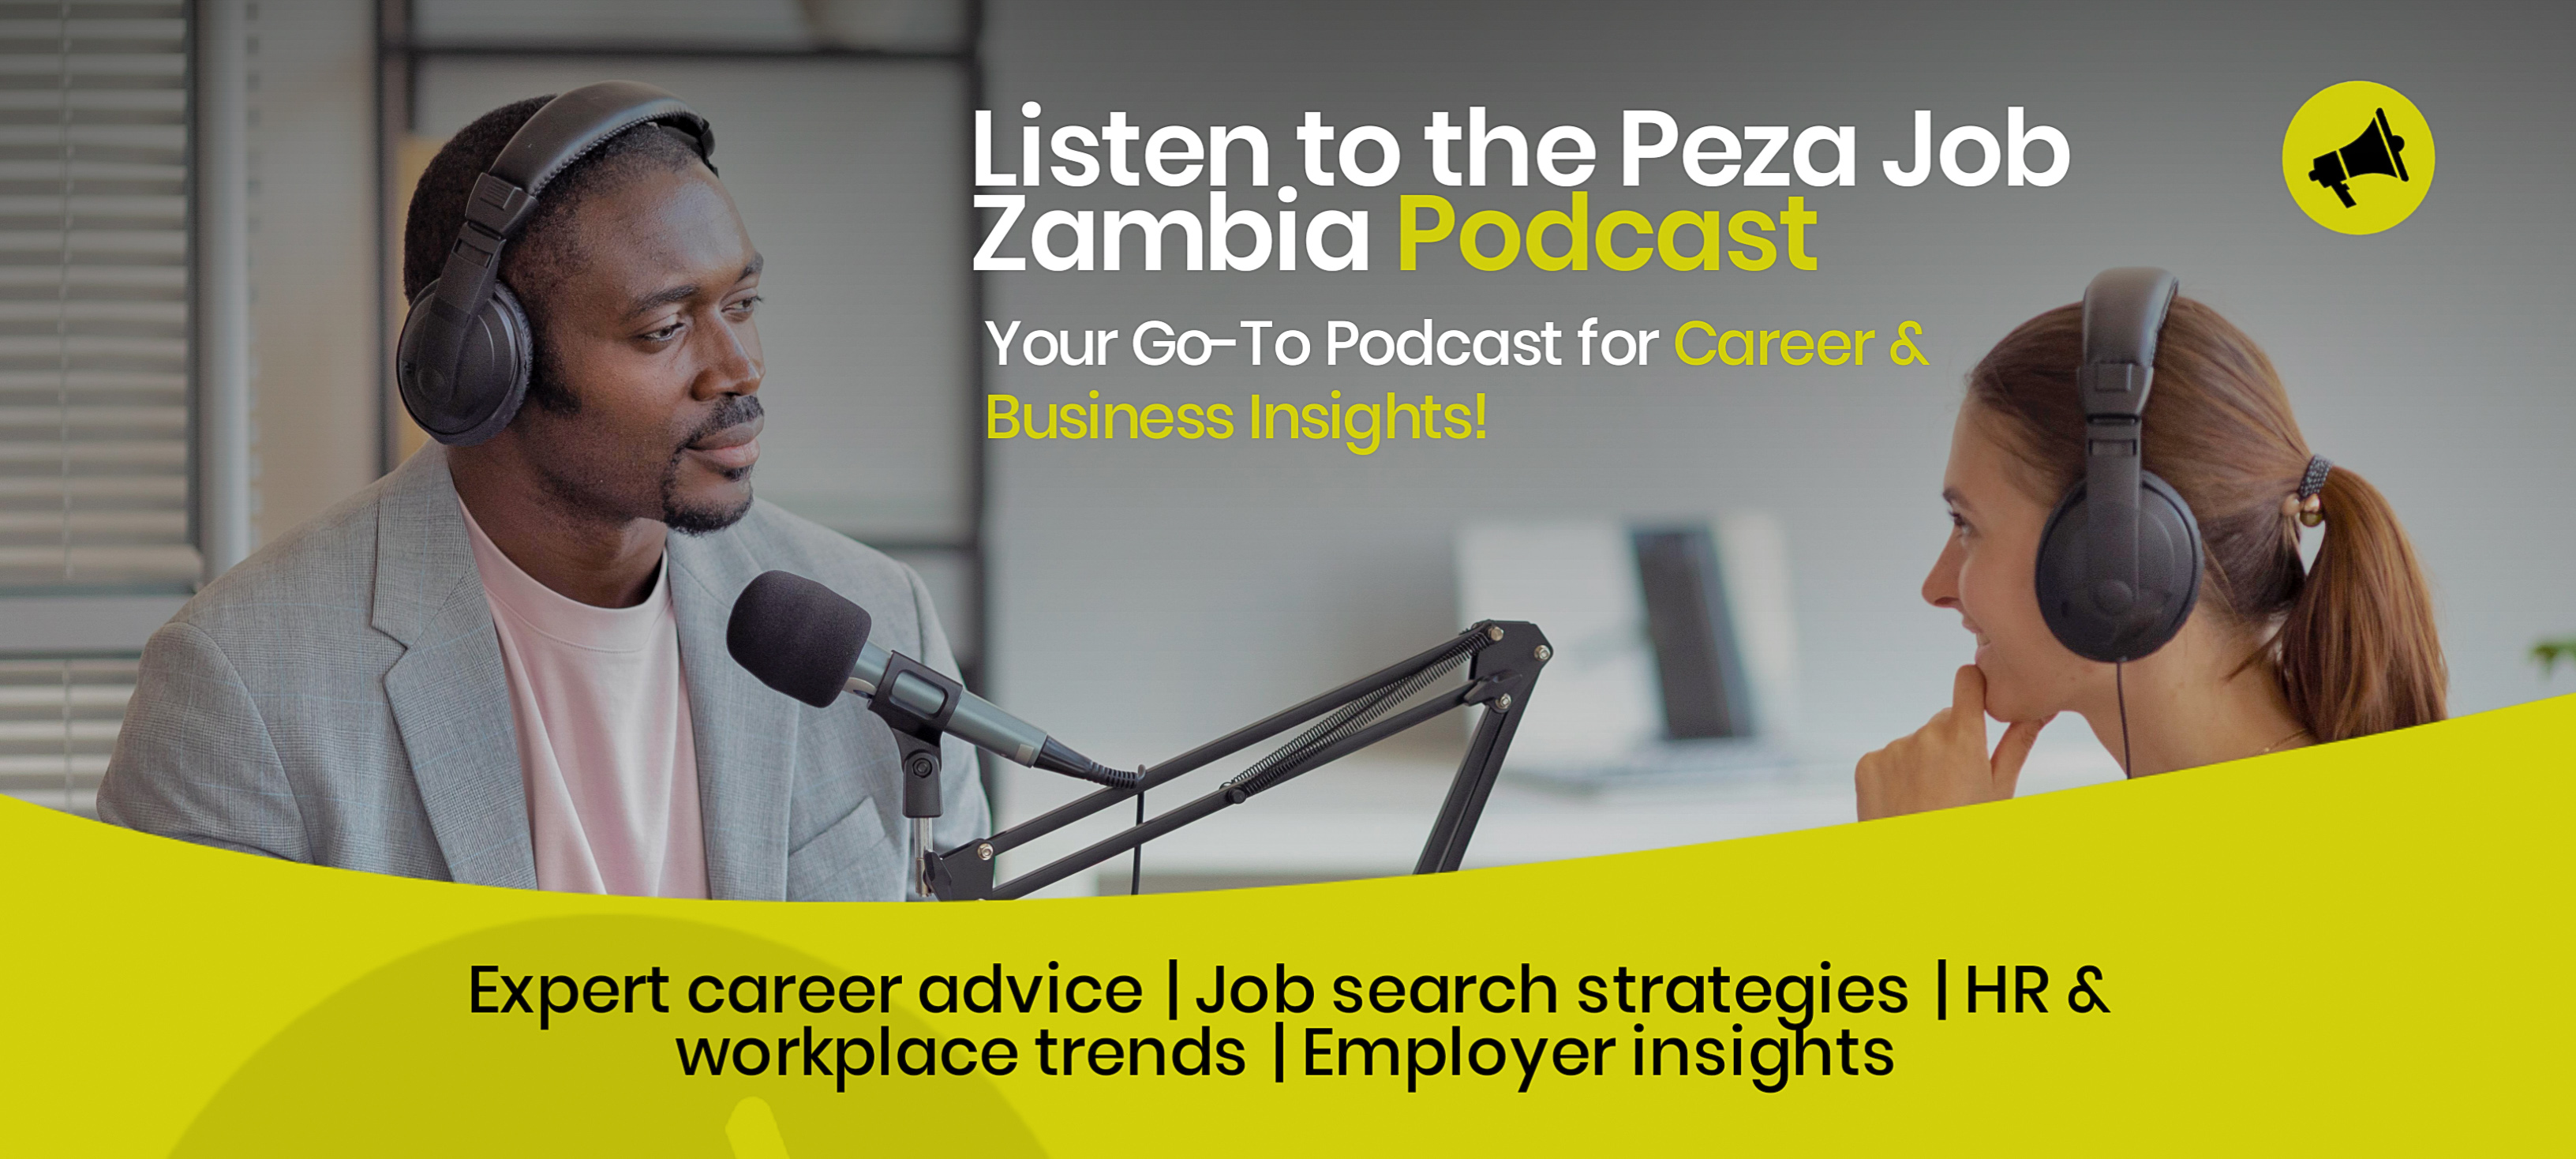 Listen to the Peza Job
Zambia Podcast
Your Go-To Podcast for Career &
Business Insights!
Expert career advice | Job search strategies | HR &
workplace trends | Employer insights